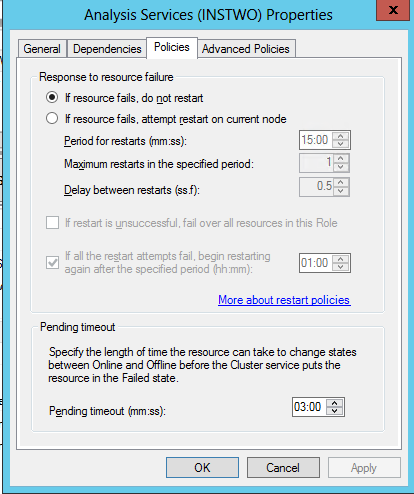 Analysis Services (INSTWO) Properties
x
General Dependencies Policies Advanced Policies
Response to resource failure
If resource fails, do not restart
If resource fails, attempt restart on current node
Period for restarts (mm:ss): 15:00
Maximum restarts in the specified period: 1
Delay between restarts (ss.f): 0.5
If restart is unsuccessful, fail over all resources in this Role
If all the restart attempts fail, begin restarting
again after the specified period (hh:mm): 01:00
More about restart policies
Pending timeout
Specify the length of time the resource can take to change states
between Online and Offline before the Cluster service puts the
resource in the Failed state.
Pending timeout (mm:ss): 03:00
OK Cancel Apply